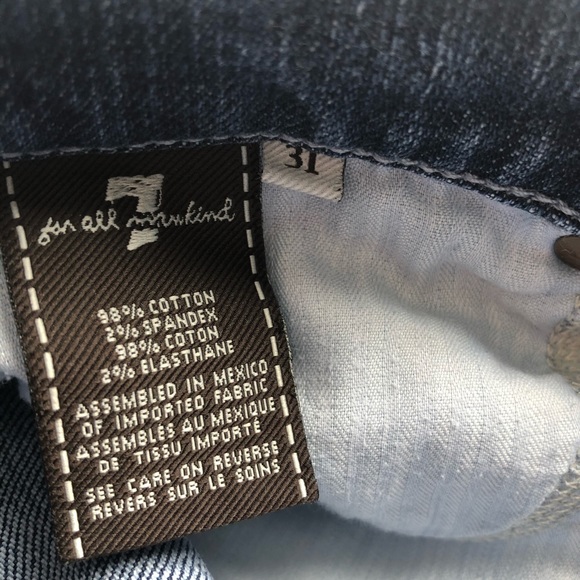 7
for all mankind
31
98% COTTON
2% SPANDEX
98% COTON
2% ELASTHANE
ASSEMBLED IN MEXICO
OF IMPORTED FABRIC
ASSEMBLÉS AU MEXIQUE
DE TISSU IMPORTÉ
SEE CARE ON REVERSE
REVERS SUR LE SOINS